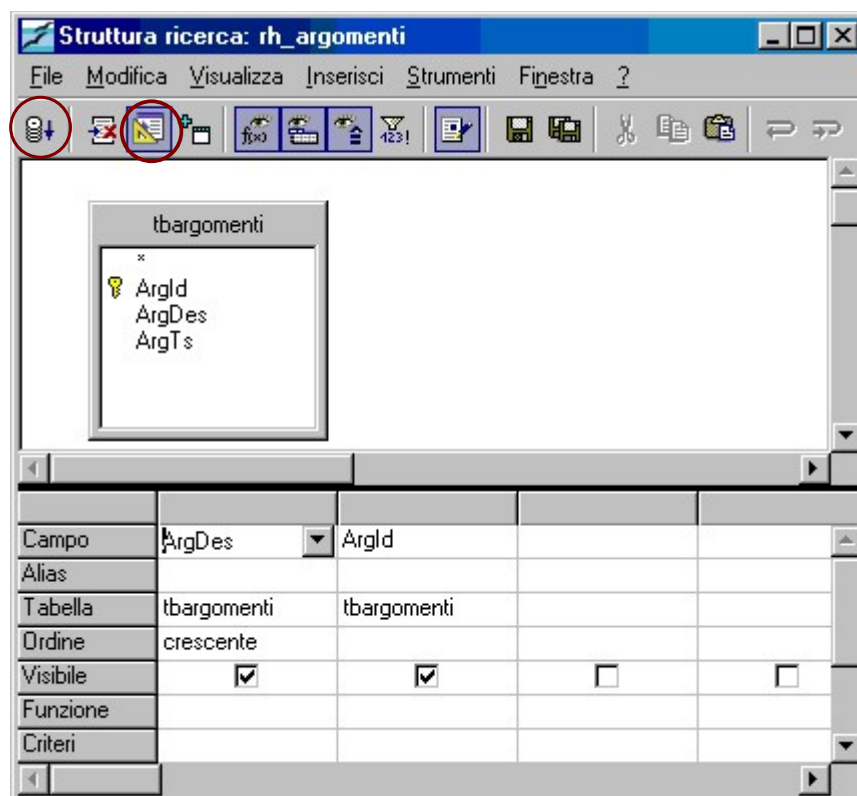 Struttura ricerca: rh_argomenti
File Modifica Visualizza Inserisci Strumenti Finestra ?
f(x) 123!
tbargomenti
*
ArgId
ArgDes
ArgTs
Campo ArgDes ArgId
Alias
Tabella tbargomenti tbargomenti
Ordine crescente
Visibile
Funzione
Criteri